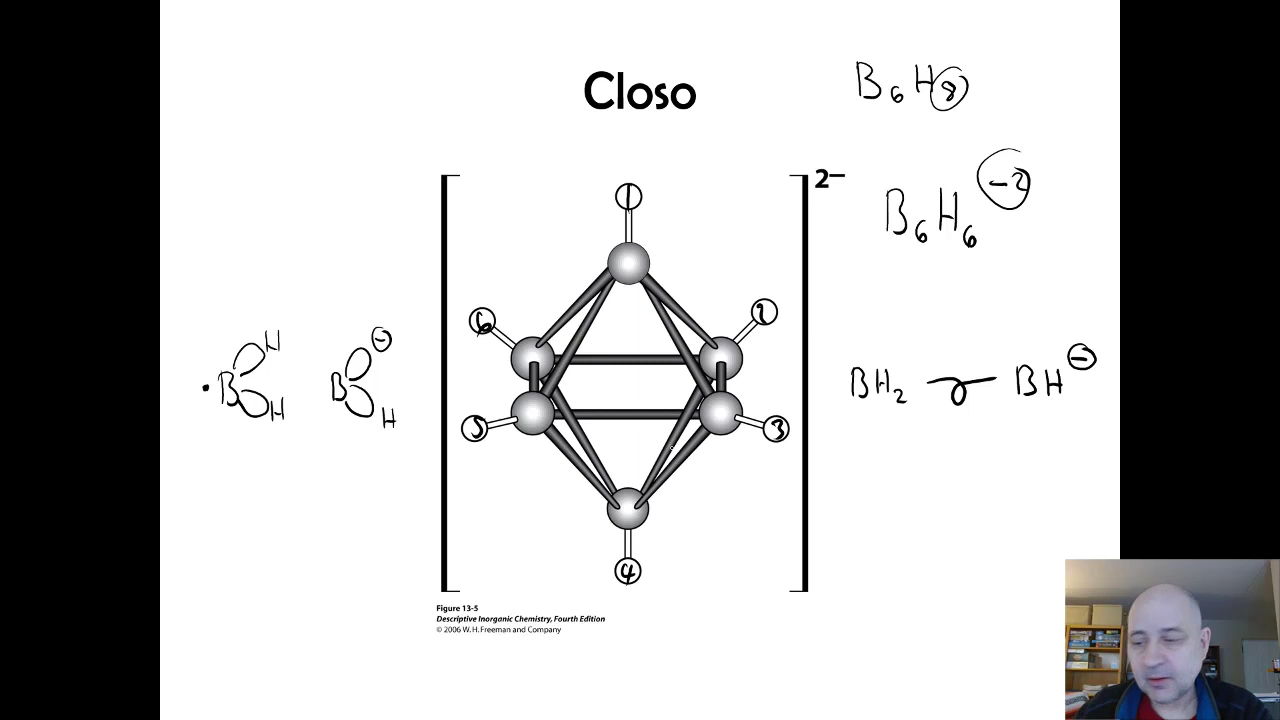 Closo
B6H8
2−
B6H6 −2
1
6
2
5
3
4
•B H H
B − H
BH2
BH −
Figure 13-5
Descriptive Inorganic Chemistry, Fourth Edition
© 2006 W. H. Freeman and Company